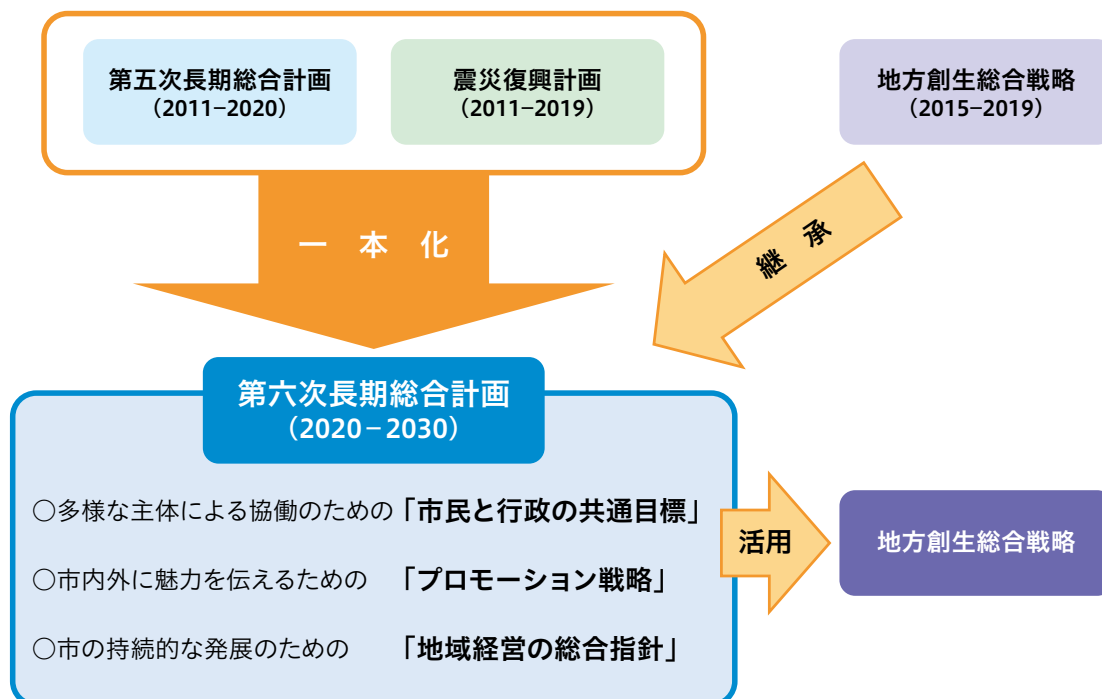 第五次長期総合計画
（2011−2020）
震災復興計画
（2011−2019）
地方創生総合戦略
（2015−2019）
一本化
継承
第六次長期総合計画
（2020−2030）
○多様な主体による協働のための「市民と行政の共通目標」
○市内外に魅力を伝えるための 「プロモーション戦略」
○市の持続的な発展のための 「地域経営の総合指針」
活用
地方創生総合戦略